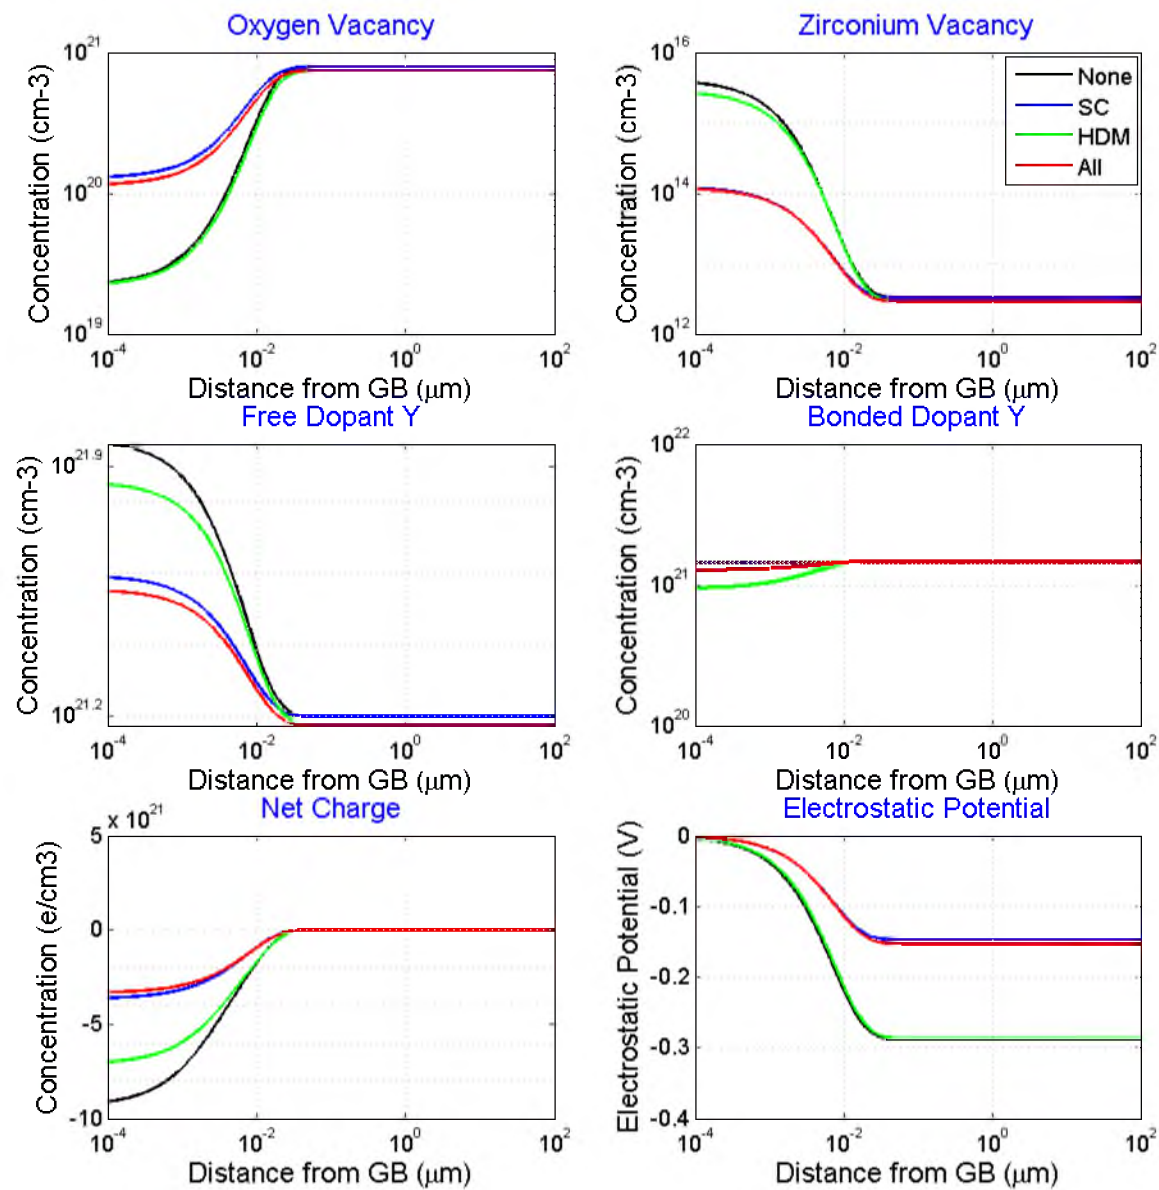 Oxygen Vacancy
Concentration (cm-3)
10^21
10^20
10^19
10^-4 10^-2 10^0 10^2
Distance from GB (μm)
Zirconium Vacancy
Concentration (cm-3)
10^16
10^14
10^12
None
SC
HDM
All
10^-4 10^-2 10^0 10^2
Distance from GB (μm)
Free Dopant Y
Concentration (cm-3)
10^21.9
10^21.2
10^-4 10^-2 10^0 10^2
Distance from GB (μm)
Bonded Dopant Y
Concentration (cm-3)
10^22
10^21
10^20
10^-4 10^-2 10^0 10^2
Distance from GB (μm)
Net Charge
x 10^21
Concentration (e/cm3)
5
0
-5
-10
10^-4 10^-2 10^0 10^2
Distance from GB (μm)
Electrostatic Potential
Electrostatic Potential (V)
0
-0.1
-0.2
-0.3
-0.4
10^-4 10^-2 10^0 10^2
Distance from GB (μm)